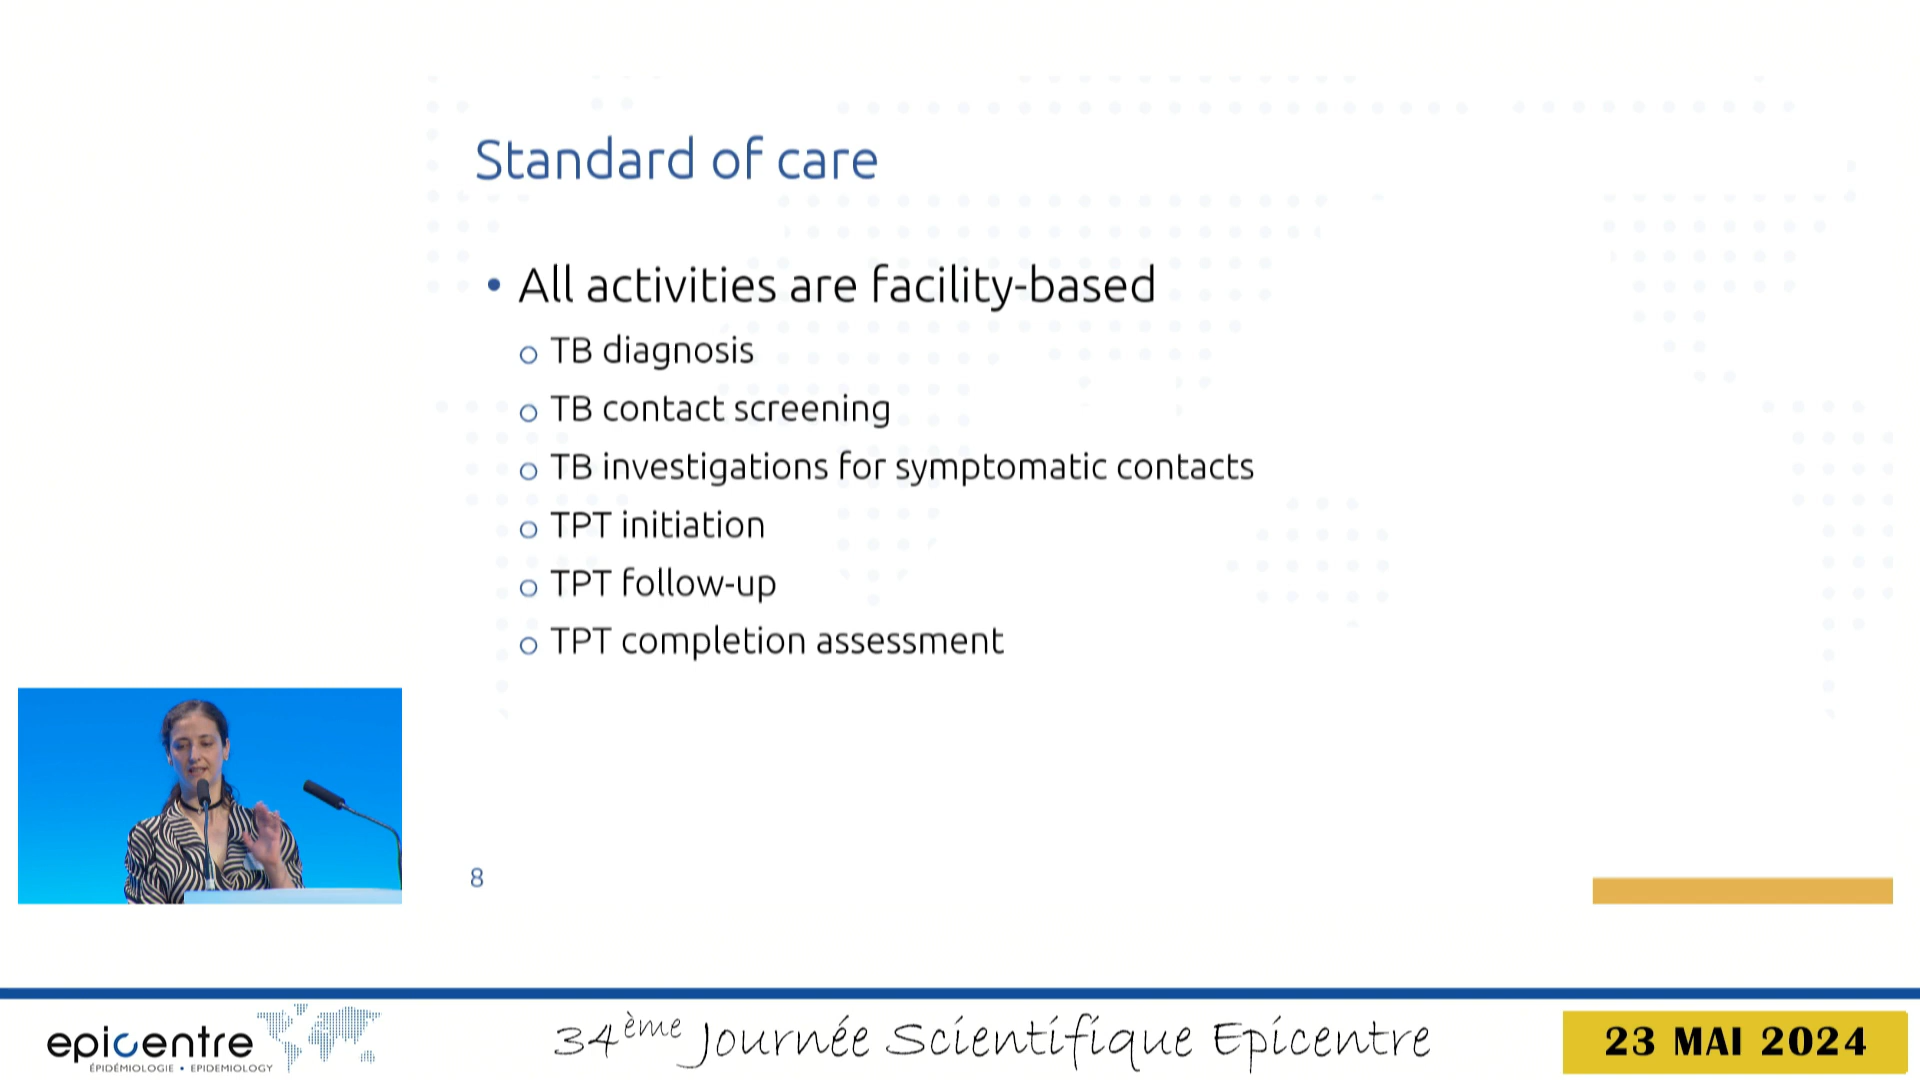 Standard of care
• All activities are facility-based
o TB diagnosis
o TB contact screening
o TB investigations for symptomatic contacts
o TPT initiation
o TPT follow-up
o TPT completion assessment
8
epicentre
ÉPIDÉMIOLOGIE • EPIDEMIOLOGY
34ème Journée Scientifique Epicentre
23 MAI 2024